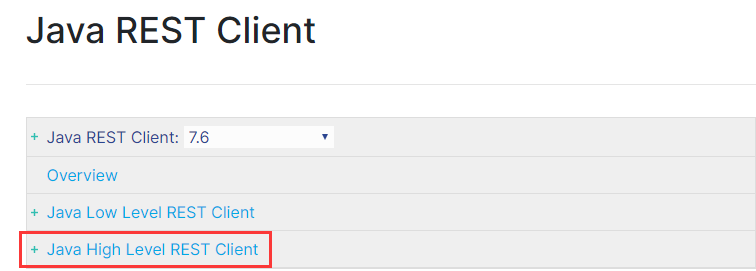 Java REST Client
+ Java REST Client: 7.6
Overview
+ Java Low Level REST Client
+ Java High Level REST Client